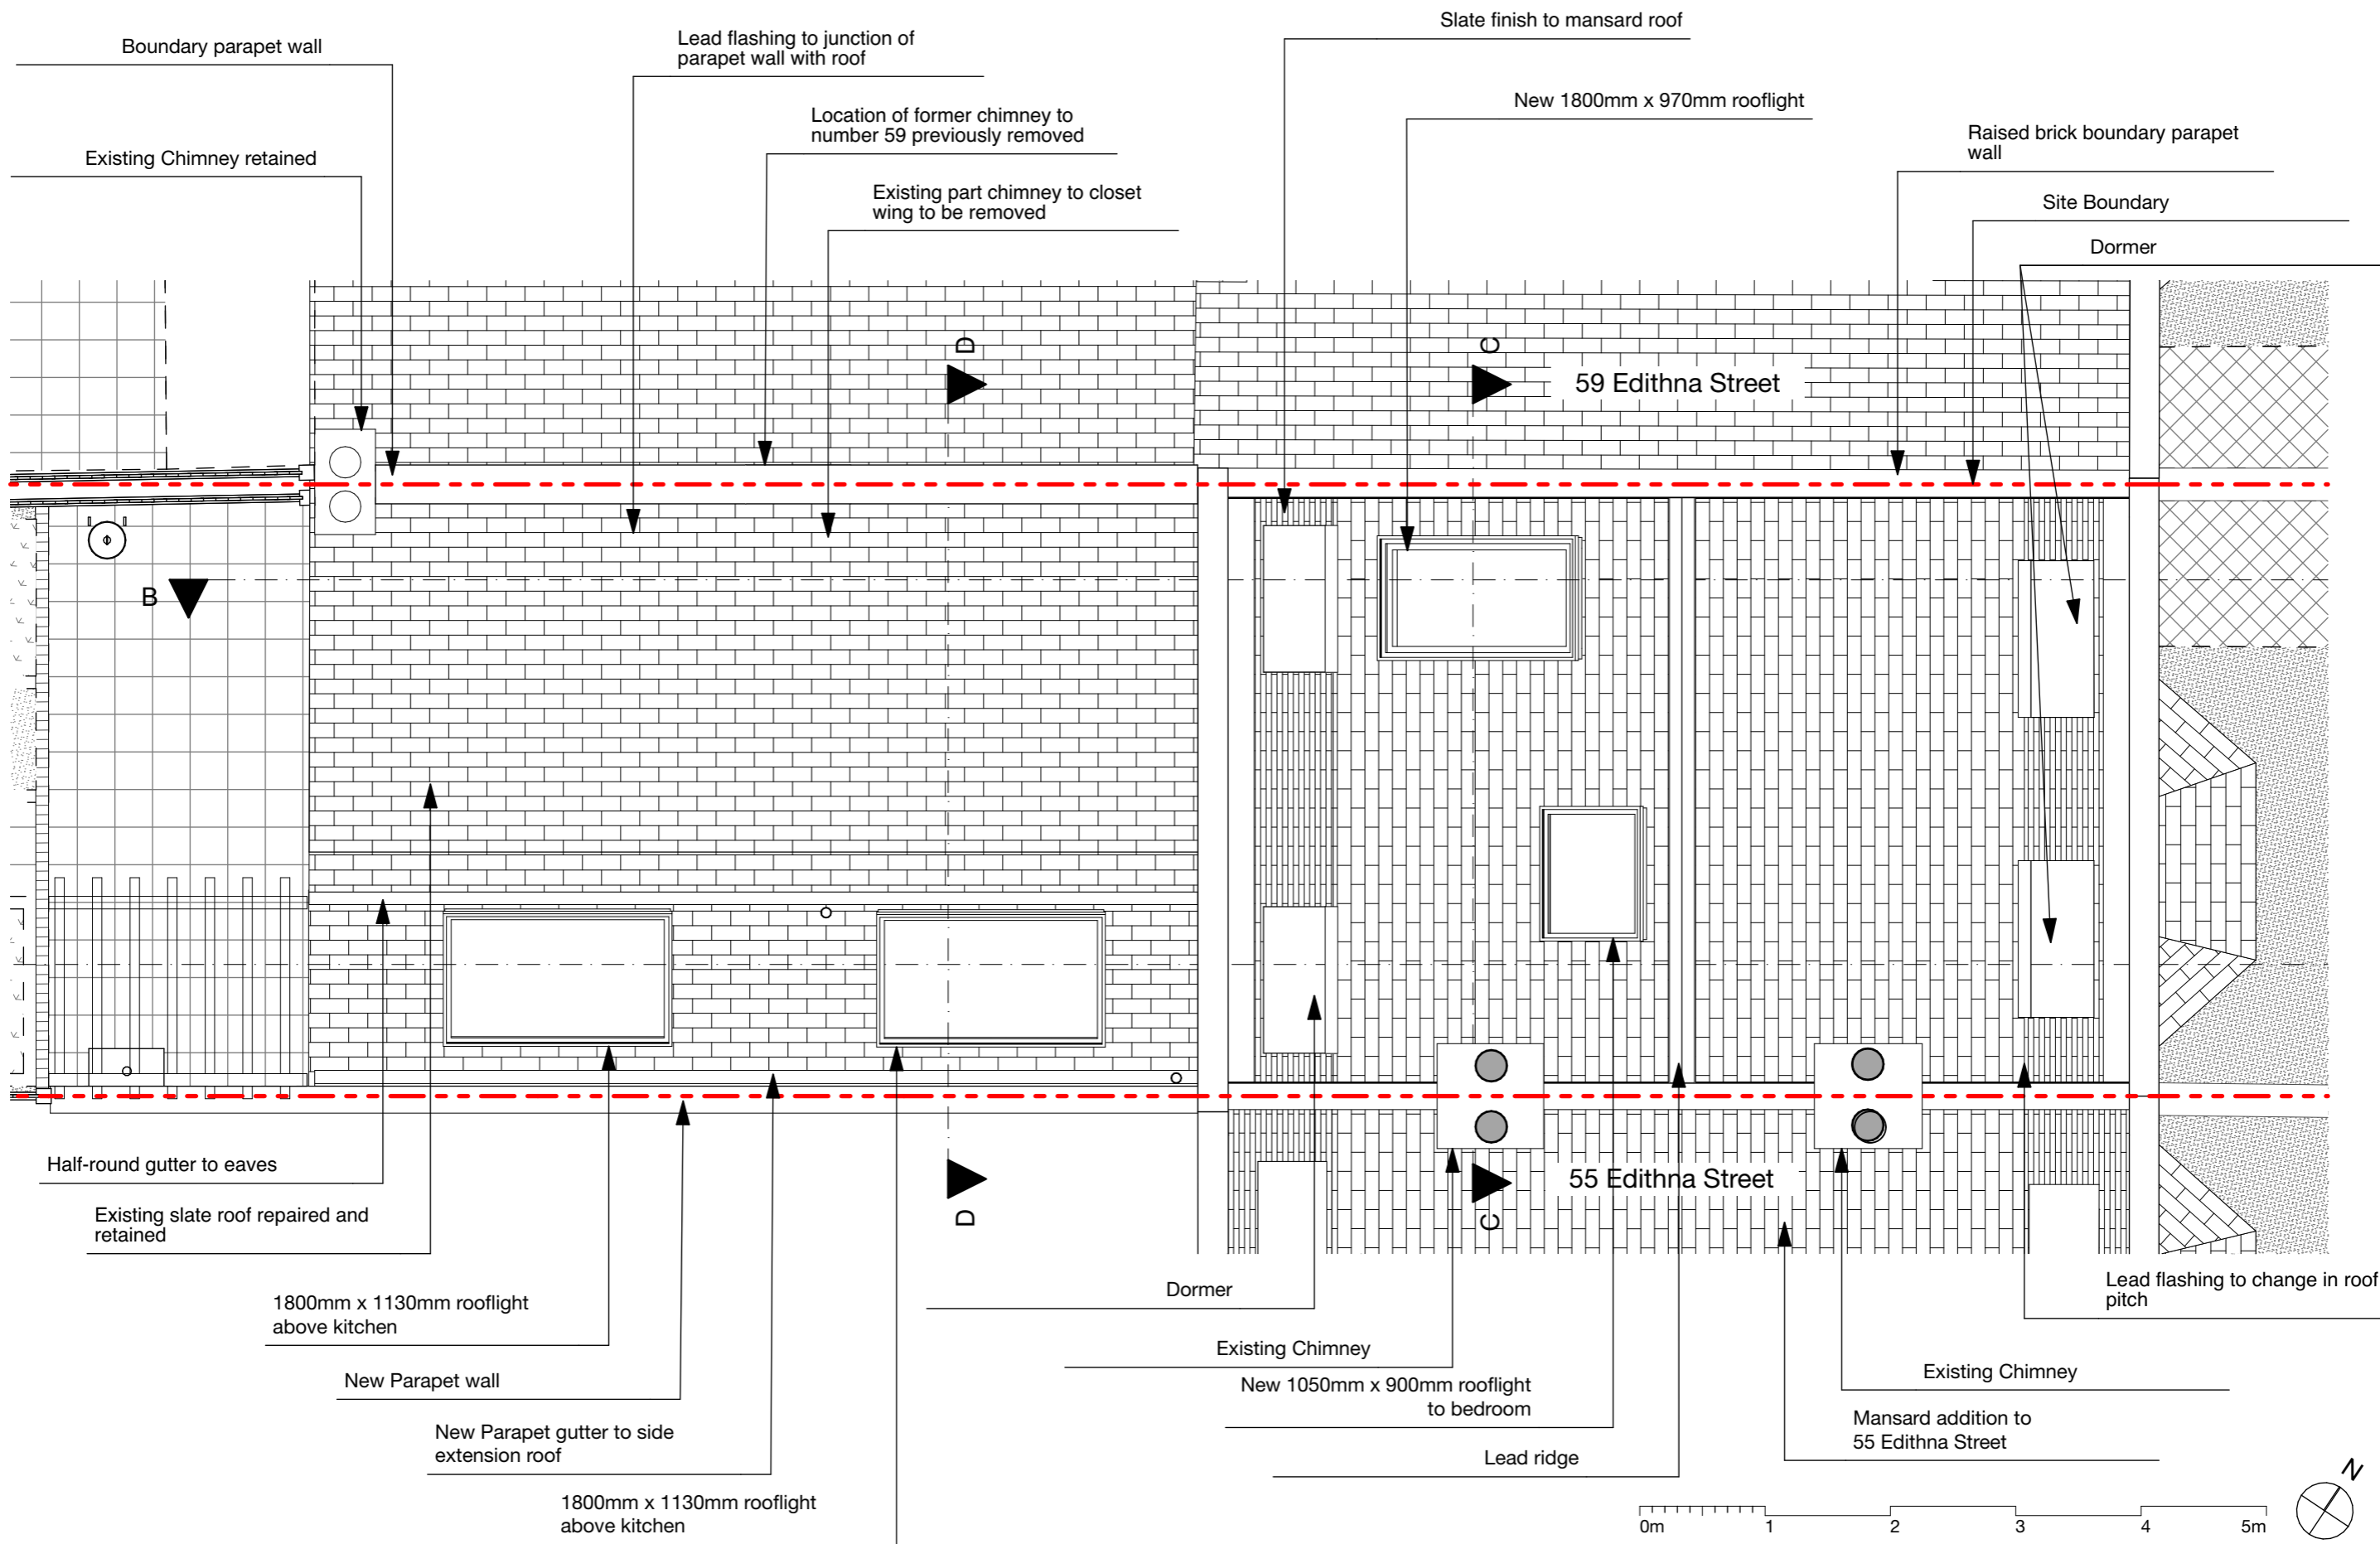 Slate finish to mansard roof
Boundary parapet wall
Lead flashing to junction of
parapet wall with roof
New 1800mm x 970mm rooflight
Location of former chimney to
number 59 previously removed
Raised brick boundary parapet
wall
Existing Chimney retained
Existing part chimney to closet
wing to be removed
Site Boundary
Dormer
D
C
59 Edithna Street
B
Half-round gutter to eaves
55 Edithna Street
Existing slate roof repaired and
retained
D
C
Dormer
Lead flashing to change in roof
pitch
1800mm x 1130mm rooflight
above kitchen
Existing Chimney
Existing Chimney
New Parapet wall
New 1050mm x 900mm rooflight
to bedroom
Mansard addition to
55 Edithna Street
New Parapet gutter to side
extension roof
Lead ridge
N
1800mm x 1130mm rooflight
above kitchen
0m 1 2 3 4 5m